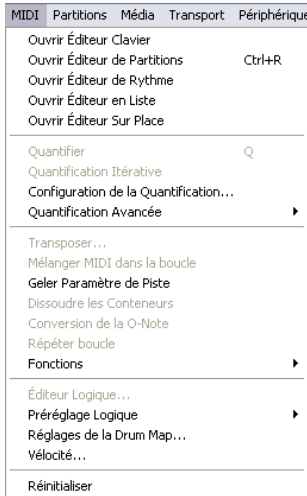 MIDI Partitions Média Transport Périphérique
Ouvrir Éditeur Clavier
Ouvrir Éditeur de Partitions Ctrl+R
Ouvrir Éditeur de Rythme
Ouvrir Éditeur en Liste
Ouvrir Éditeur Sur Place
Quantifier Q
Quantification Itérative
Configuration de la Quantification...
Quantification Avancée
Transposer...
Mélanger MIDI dans la boucle
Geler Paramètre de Piste
Dissoudre les Conteneurs
Conversion de la O-Note
Répéter boucle
Fonctions
Éditeur Logique...
Préréglage Logique
Réglages de la Drum Map...
Vélocité...
Réinitialiser